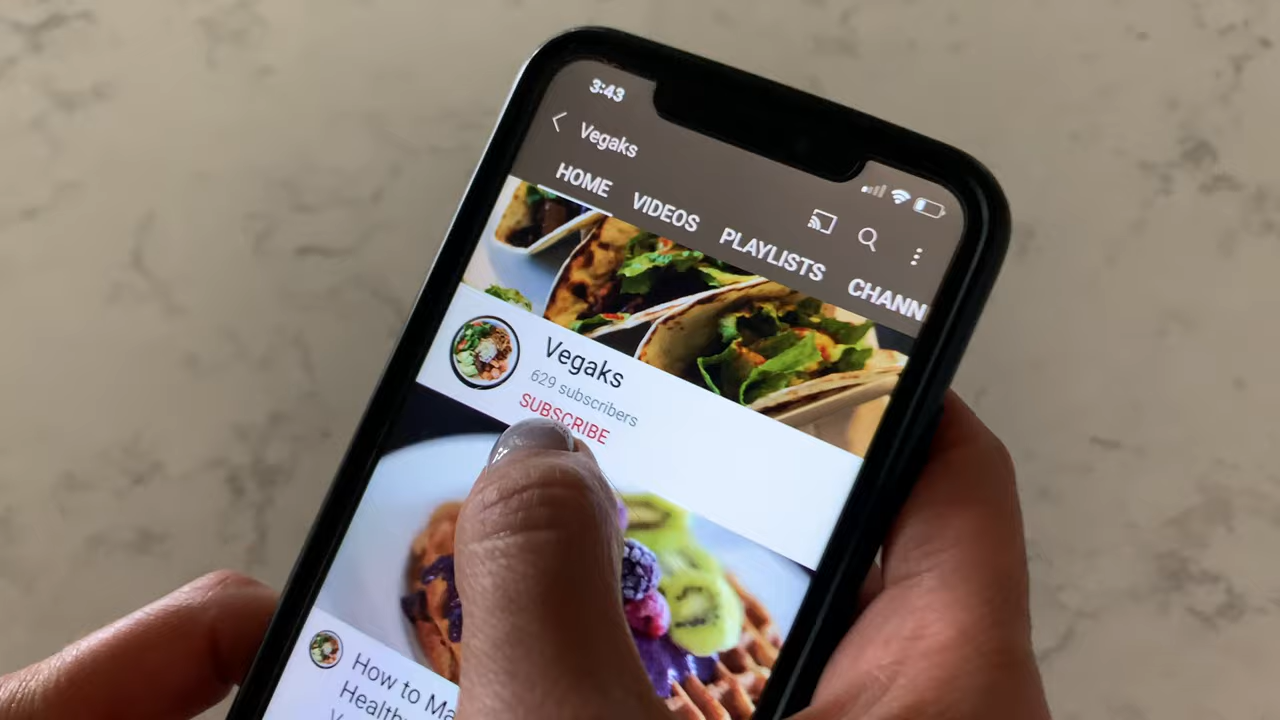 3:43
Vegaks
HOME VIDEOS PLAYLISTS CHANN
Vegaks
629 subscribers
SUBSCRIBE
How to Ma
Health